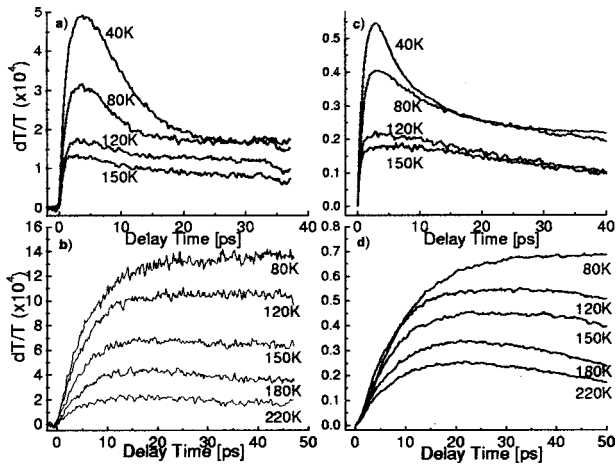 a)
40K
80K
120K
150K
dT/T (x10⁴)
5
4
3
2
1
0
0 10 20 30 40
Delay Time [ps]
c)
40K
80K
120K
150K
0.5
0.4
0.3
0.2
0.1
0.0
0 10 20 30 40
Delay Time [ps]
b)
80K
120K
150K
180K
220K
dT/T (x10⁴)
14
12
10
8
6
4
2
0
0 10 20 30 40 50
Delay Time [ps]
d)
80K
120K
150K
180K
220K
0.8
0.7
0.6
0.5
0.4
0.3
0.2
0.1
0.0
0 10 20 30 40 50
Delay Time [ps]